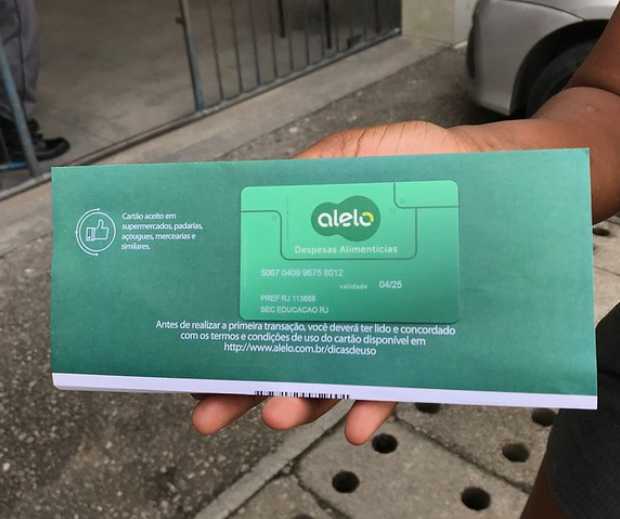 Cartão aceito em
supermercados, padarias,
açougues, mercearias e
similares.
alelo
Despesas Alimentícias
5067 0409 9675 8012
validade 04/25
PREF RJ 113668
SEC EDUCACAO RJ
Antes de realizar a primeira transação, você deverá ter lido e concordado
com os termos e condições de uso do cartão disponível em
http://www.alelo.com.br/dicasdeuso